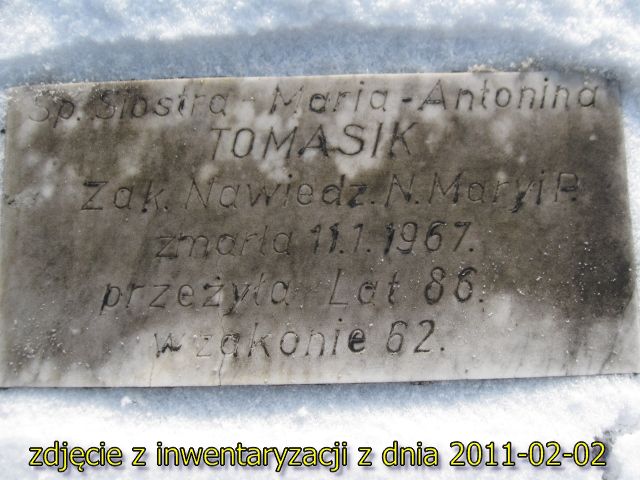 Sp. Siostra - Maria - Antonina
TOMASIK
Zak. Nawiedz. N. Maryi P.
zmarła 11.1.1967.
przeżyła Lat 86.
w zakonie 62.
zdjęcie z inwentaryzacji z dnia 2011-02-02